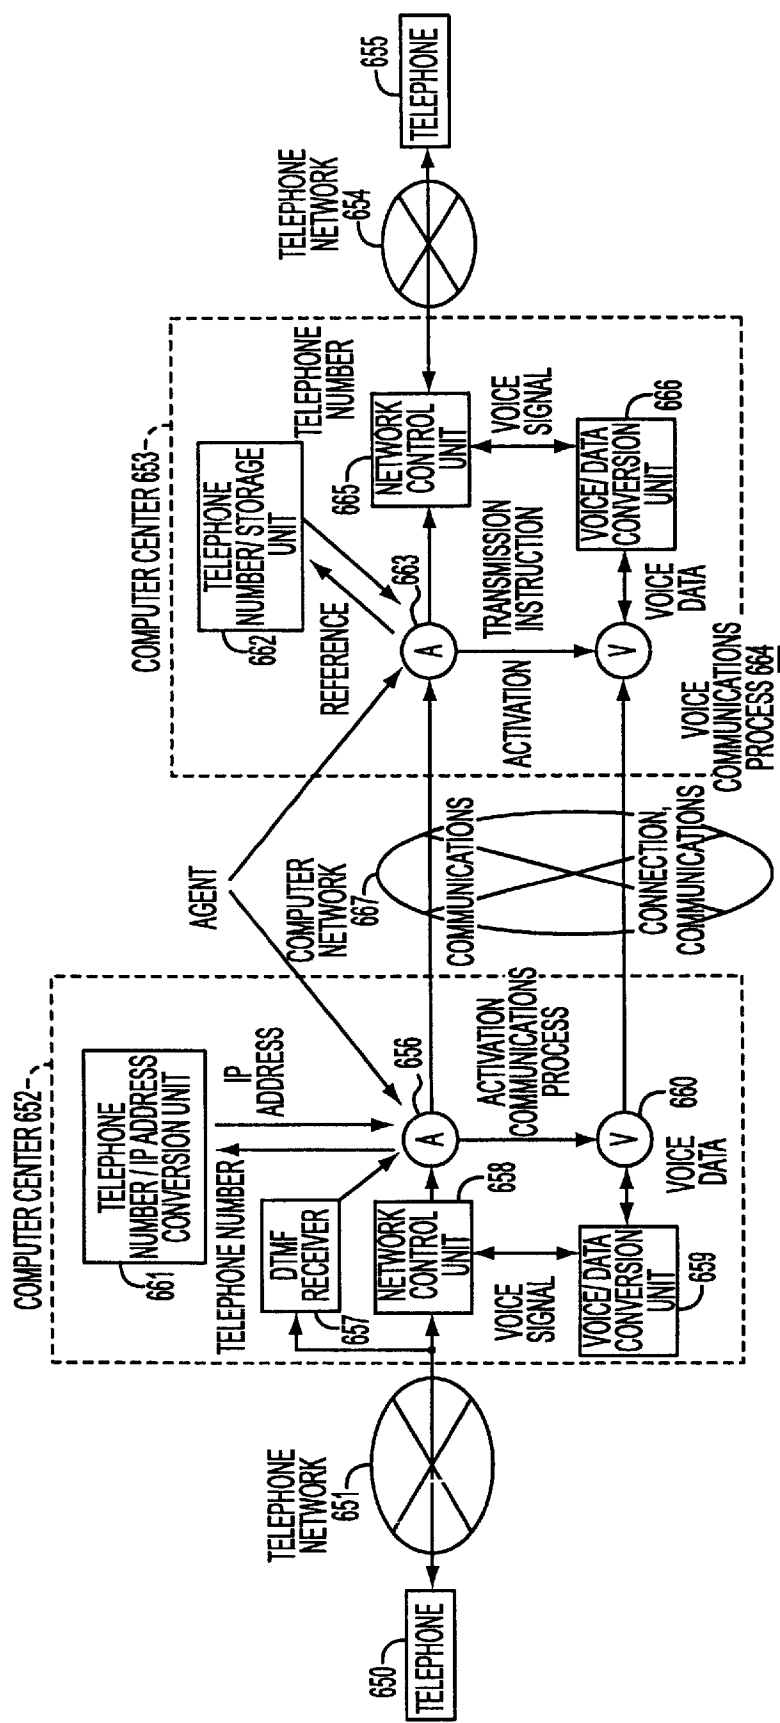 COMPUTER CENTER 652
TELEPHONE
NUMBER/IP ADDRESS
CONVERSION UNIT
661
TELEPHONE NUMBER
IP
ADDRESS
DTMF
RECEIVER
657
TELEPHONE
NETWORK
651
650
TELEPHONE
NETWORK
CONTROL
UNIT
658
A
656
VOICE
SIGNAL
ACTIVATION
COMMUNICATIONS
PROCESS
VOICE/DATA
CONVERSION
UNIT
659
VOICE
DATA
V
660
AGENT
COMPUTER
NETWORK
667
COMMUNICATIONS
CONNECTION,
COMMUNICATIONS
COMPUTER CENTER 653
TELEPHONE
NUMBER/STORAGE
UNIT
662
REFERENCE
TELEPHONE
NUMBER
A
663
665
NETWORK
CONTROL
UNIT
ACTIVATION
TRANSMISSION
INSTRUCTION
VOICE
SIGNAL
V
VOICE
DATA
VOICE/DATA
CONVERSION
UNIT
666
VOICE
COMMUNICATIONS
PROCESS 664
TELEPHONE
NETWORK
654
655
TELEPHONE